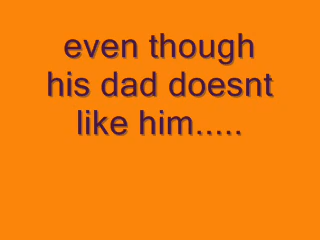 even though
his dad doesnt
like him.....